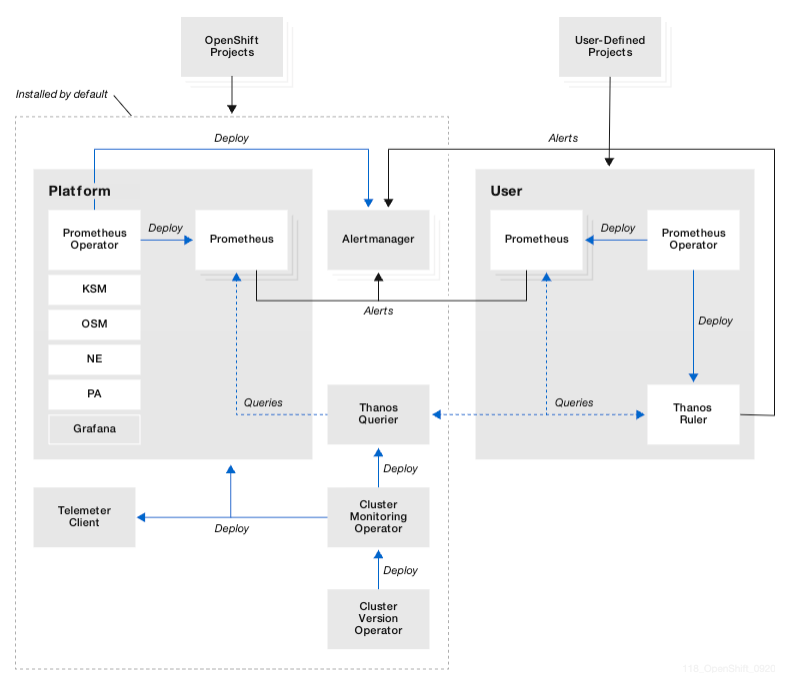 OpenShift
Projects
User-Defined
Projects
Installed by default
Deploy
Alerts
Platform
User
Prometheus
Operator
Deploy
Prometheus
Alertmanager
Prometheus
Deploy
Prometheus
Operator
KSM
OSM
NE
PA
Grafana
Alerts
Deploy
Queries
Thanos
Querier
Queries
Thanos
Ruler
Deploy
Telemeter
Client
Deploy
Cluster
Monitoring
Operator
Deploy
Cluster
Version
Operator
118_OpenShift_0920